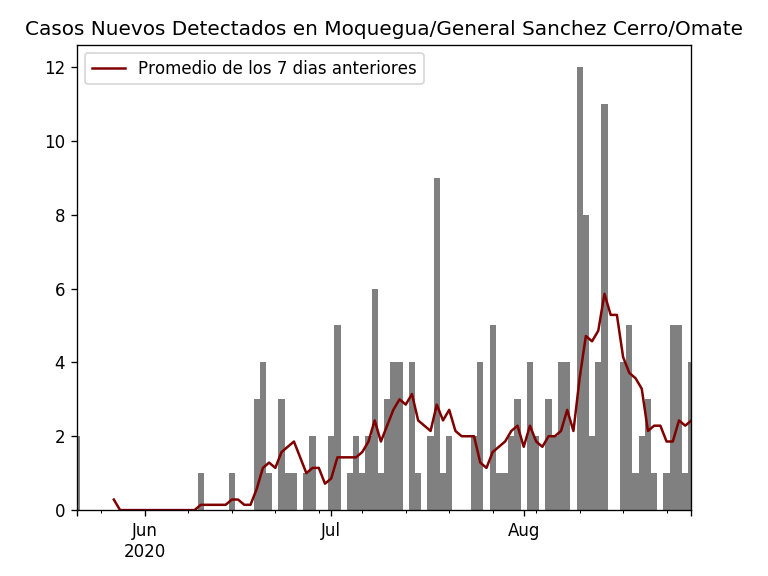 Casos Nuevos Detectados en Moquegua/General Sanchez Cerro/Omate
Promedio de los 7 dias anteriores
12
10
8
6
4
2
0
Jun
2020
Jul
Aug